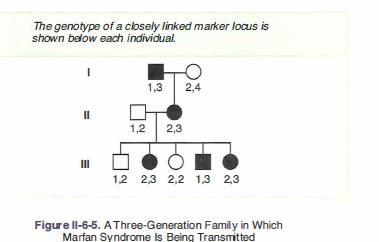 The genotype of a closely linked marker locus is
shown below each individual.
I
1,3 2,4
II
1,2 2,3
III
1,2 2,3 2,2 1,3 2,3
Figure II-6-5. A Three-Generation Family in Which
Marfan Syndrome Is Being Transmitted